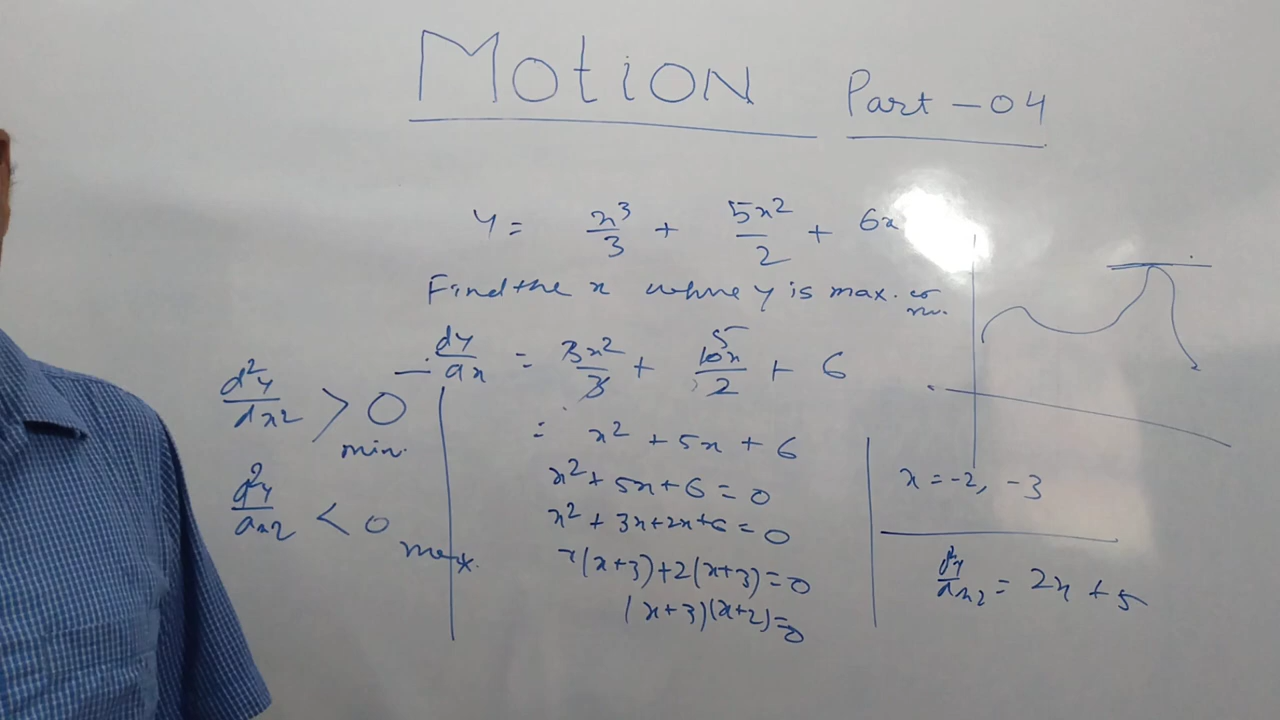 MOTION Part - 04
y = x³/3 + 5x²/2 + 6x
Find the x where y is max. or
dy/dx = 3x²/3 + 5 10x/2 + 6
= x² + 5x + 6
x² + 5x + 6 = 0
x² + 3x + 2x + 6 = 0
x(x+3)+2(x+3)=0
(x+3)(x+2)=0
d²y/dx² > 0
min.
d²y/dx² < 0
max.
x = -2, -3
d²y/dx² = 2x + 5